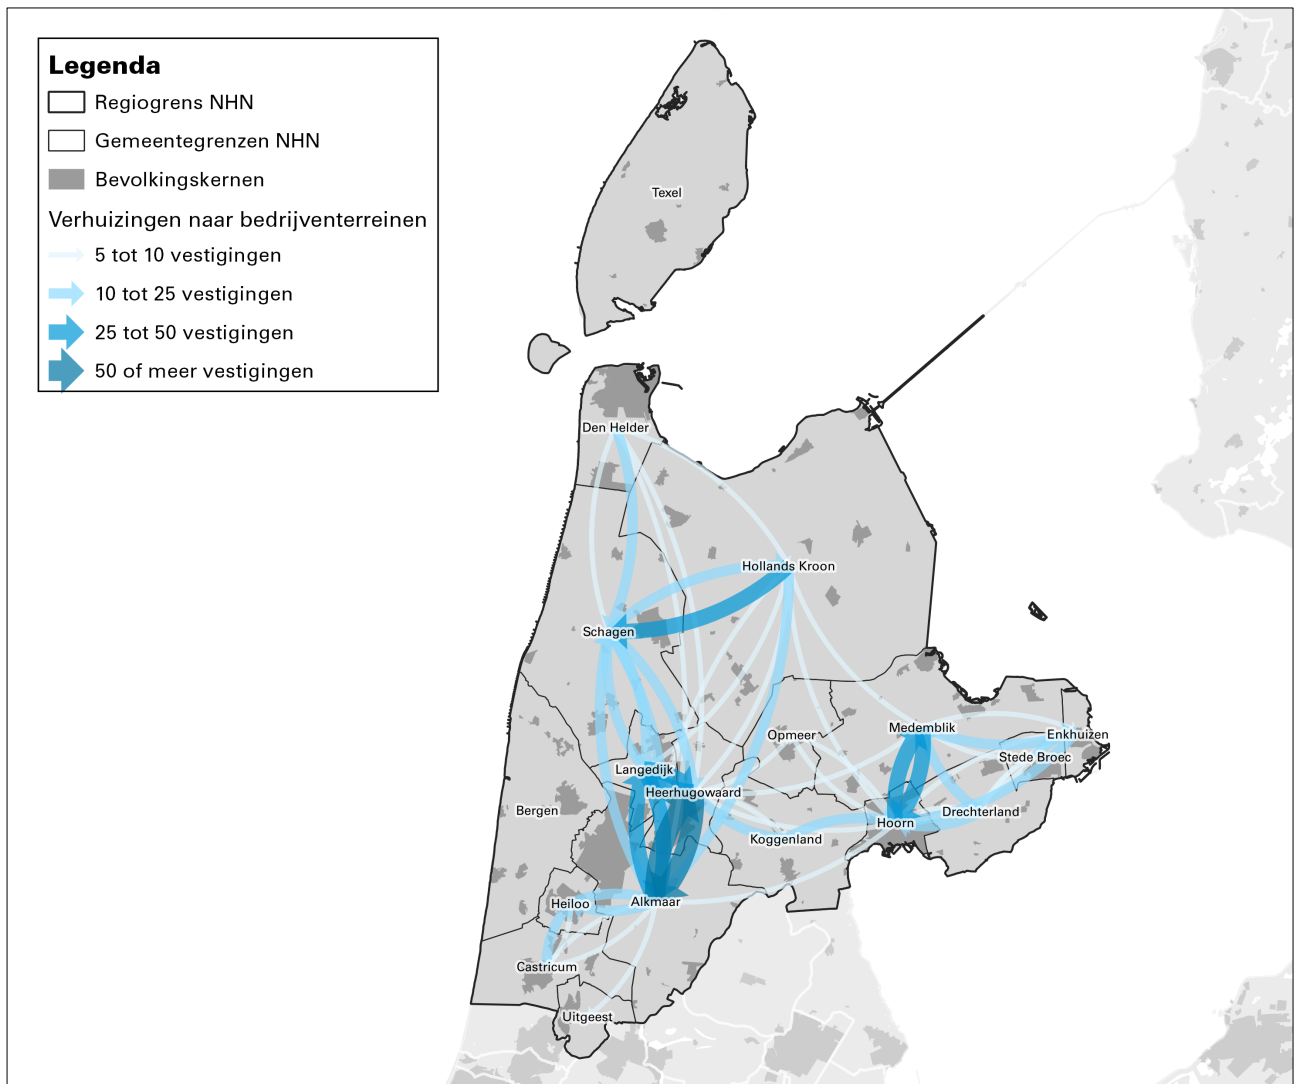 Legenda
Regiogrens NHN
Gemeentegrenzen NHN
Bevolkingskernen
Verhuizingen naar bedrijventerreinen
5 tot 10 vestigingen
10 tot 25 vestigingen
25 tot 50 vestigingen
50 of meer vestigingen
Texel
Den Helder
Hollands Kroon
Schagen
Medemblik
Opmeer
Enkhuizen
Stede Broec
Langedijk
Heerhugowaard
Bergen
Drechterland
Hoorn
Koggenland
Heiloo
Alkmaar
Castricum
Uitgeest